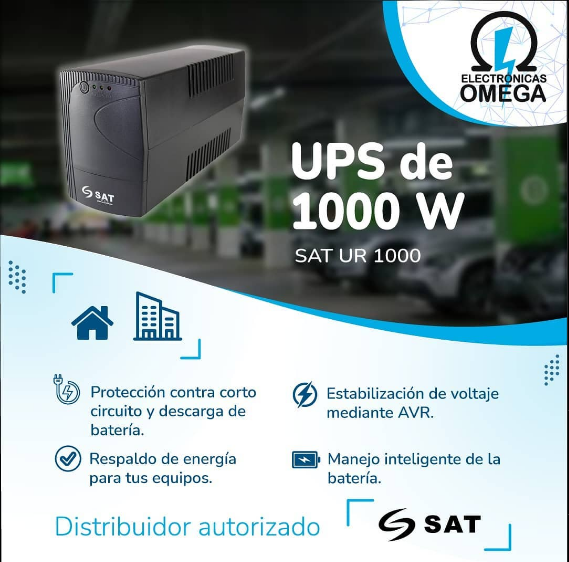 ELECTRÓNICAS
OMEGA
SAT
UPS de
1000 W
SAT UR 1000
Protección contra corto
circuito y descarga de
batería.
Estabilización de voltaje
mediante AVR.
Respaldo de energía
para tus equipos.
Manejo inteligente de la
batería.
Distribuidor autorizado
SAT